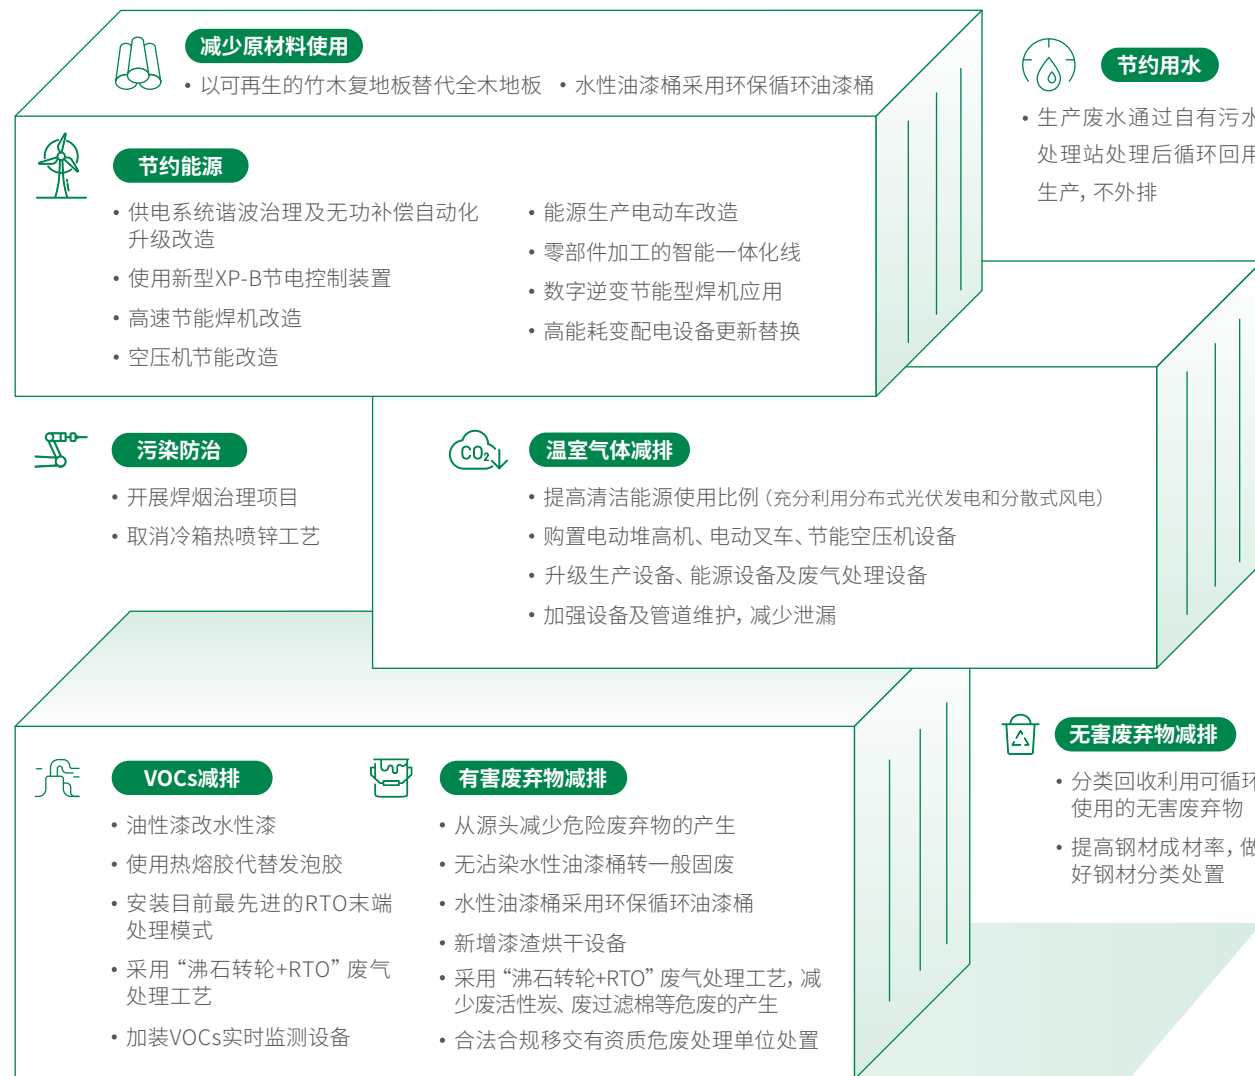 减少原材料使用
• 以可再生的竹木复地板替代全木地板 • 水性油漆桶采用环保循环油漆桶
节约用水
• 生产废水通过自有污水
处理站处理后循环回用
生产，不外排
节约能源
• 供电系统谐波治理及无功补偿自动化
升级改造
• 使用新型XP-B节电控制装置
• 高速节能焊机改造
• 空压机节能改造
• 能源生产电动车改造
• 零部件加工的智能一体化线
• 数字逆变节能型焊机应用
• 高能耗变配电设备更新替换
污染防治
• 开展焊烟治理项目
• 取消冷箱热喷锌工艺
CO₂
温室气体减排
• 提高清洁能源使用比例（充分利用分布式光伏发电和分散式风电）
• 购置电动堆高机、电动叉车、节能空压机设备
• 升级生产设备、能源设备及废气处理设备
• 加强设备及管道维护，减少泄漏
VOCs减排
• 油性漆改水性漆
• 使用热熔胶代替发泡胶
• 安装目前最先进的RTO末端
处理模式
• 采用“沸石转轮+RTO”废气
处理工艺
• 加装VOCs实时监测设备
有害废弃物减排
• 从源头减少危险废弃物的产生
• 无沾染水性油漆桶转一般固废
• 水性油漆桶采用环保循环油漆桶
• 新增漆渣烘干设备
• 采用“沸石转轮+RTO”废气处理工艺，减
少废活性炭、废过滤棉等危废的产生
• 合法合规移交有资质危废处理单位处置
无害废弃物减排
• 分类回收利用可循环
使用的无害废弃物
• 提高钢材成材率，做
好钢材分类处置